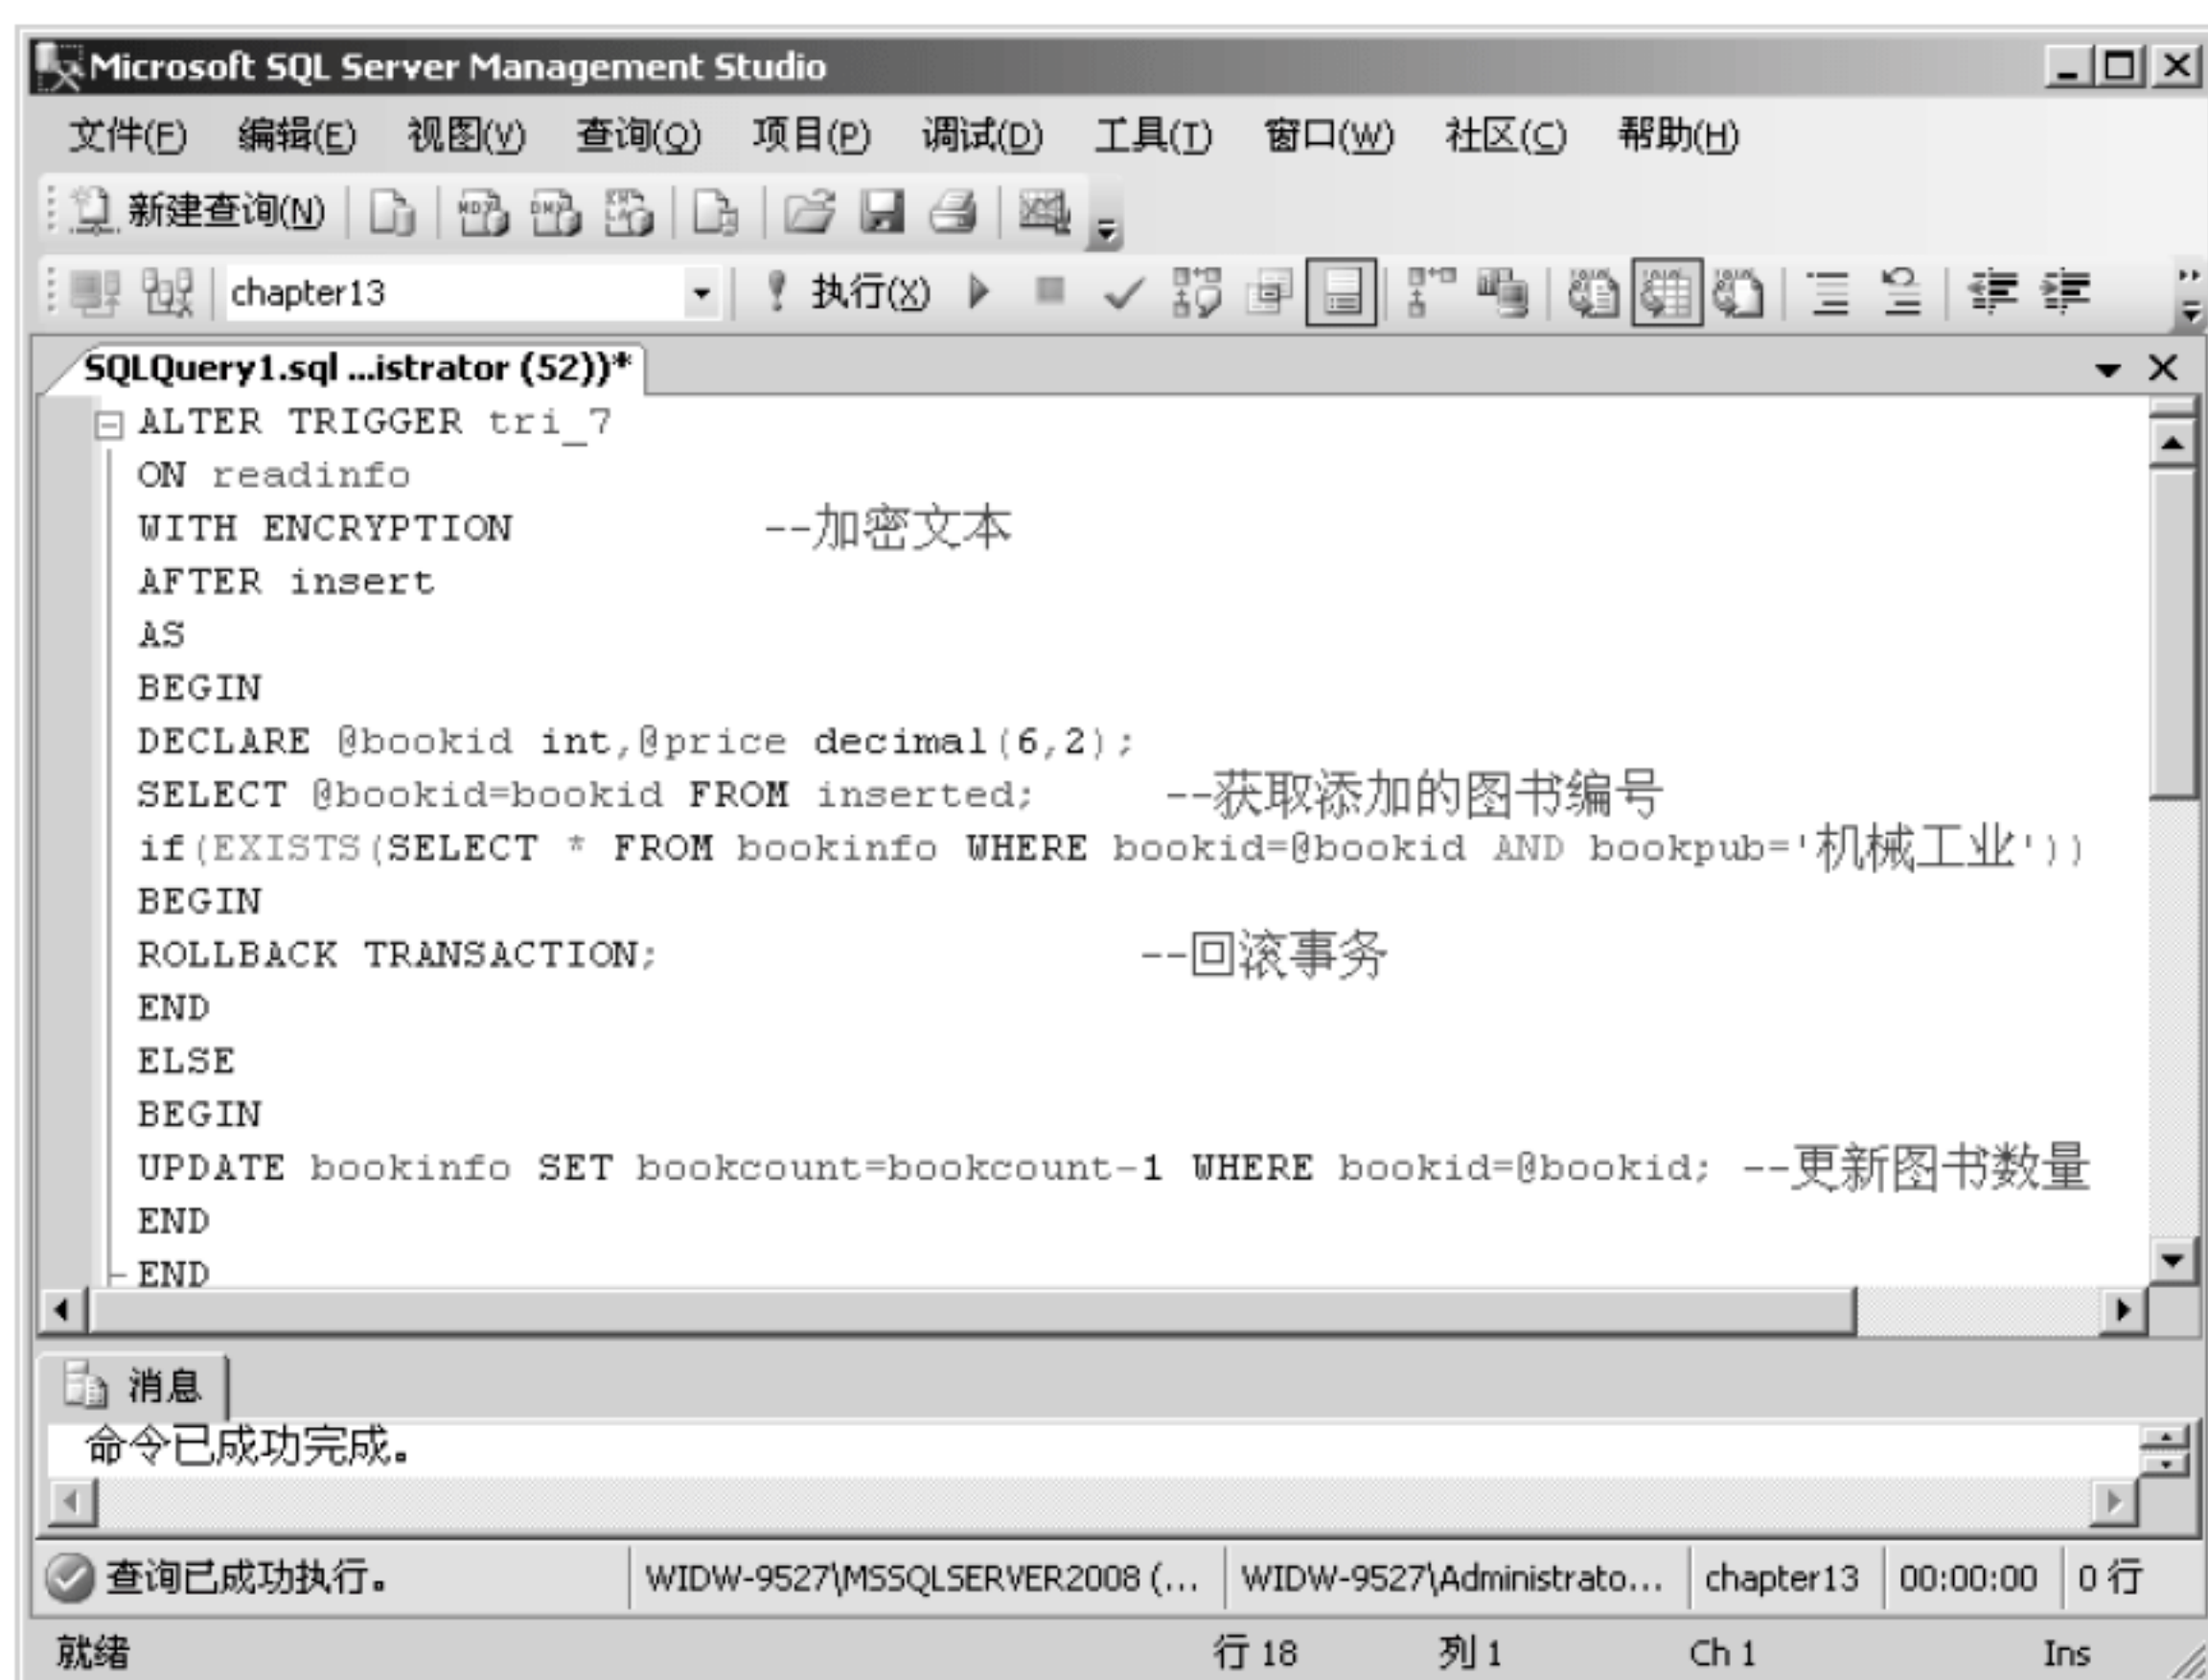 Microsoft SQL Server Management Studio
文件(F) 编辑(E) 视图(V) 查询(Q) 项目(P) 调试(D) 工具(T) 窗口(W) 社区(C) 帮助(H)
新建查询(N)
chapter13 执行(X)
SQLQuery1.sql ...istrator (52))*
ALTER TRIGGER tri_7
ON readinfo
WITH ENCRYPTION --加密文本
AFTER insert
AS
BEGIN
DECLARE @bookid int,@price decimal(6,2);
SELECT @bookid=bookid FROM inserted; --获取添加的图书编号
if(EXISTS(SELECT * FROM bookinfo WHERE bookid=@bookid AND bookpub='机械工业'))
BEGIN
ROLLBACK TRANSACTION; --回滚事务
END
ELSE
BEGIN
UPDATE bookinfo SET bookcount=bookcount-1 WHERE bookid=@bookid; --更新图书数量
END
END
消息
命令已成功完成。
查询已成功执行。 WIDW-9527\MSSQLSERVER2008 (... WIDW-9527\Administrato... chapter13 00:00:00 0 行
就绪 行 18 列 1 Ch 1 Ins